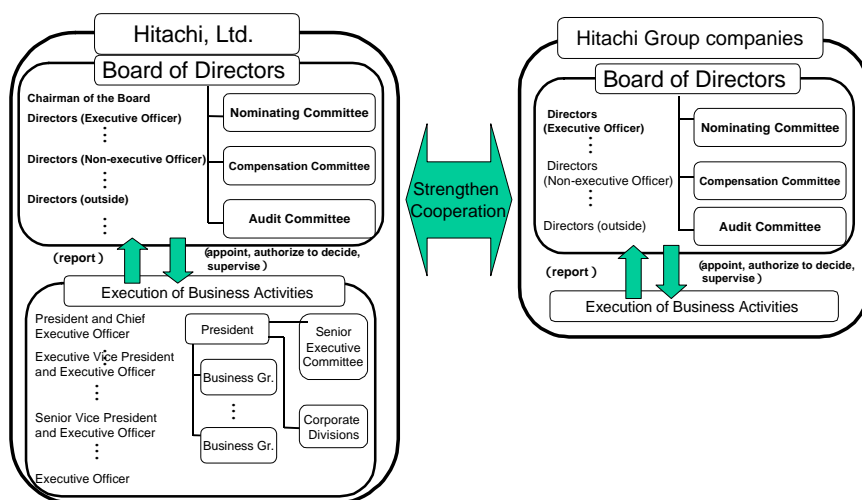 Hitachi, Ltd.
Board of Directors
Chairman of the Board
Directors (Executive Officer)
Directors (Non-executive Officer)
Directors (outside)
Nominating Committee
Compensation Committee
Audit Committee
(report)
(appoint, authorize to decide,
supervise)
Execution of Business Activities
President and Chief
Executive Officer
Executive Vice President
and Executive Officer
Senior Vice President
and Executive Officer
Executive Officer
President
Business Gr.
Business Gr.
Senior
Executive
Committee
Corporate
Divisions
Strengthen
Cooperation
Hitachi Group companies
Board of Directors
Directors
(Executive Officer)
Directors
(Non-executive Officer)
Directors (outside)
Nominating Committee
Compensation Committee
Audit Committee
(report)
(appoint, authorize to decide,
supervise)
Execution of Business Activities